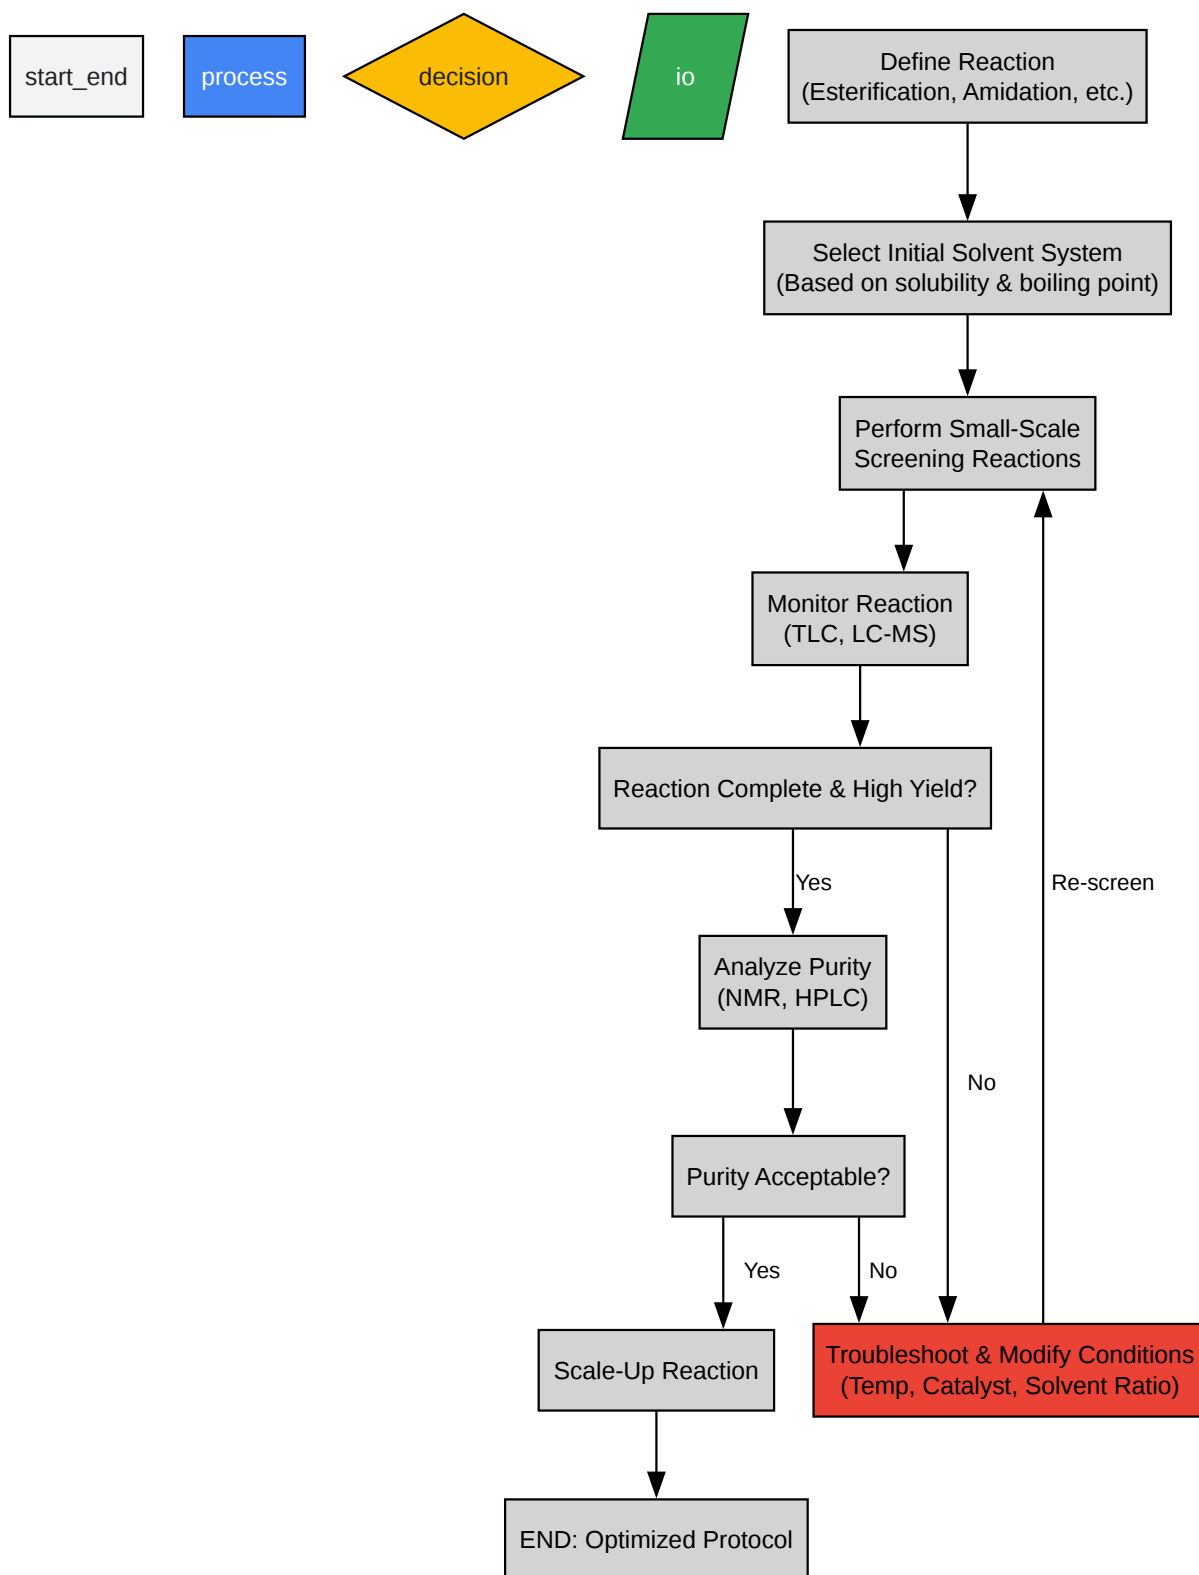 start_end
process
decision
io
Define Reaction
(Esterification, Amidation, etc.)
Select Initial Solvent System
(Based on solubility & boiling point)
Perform Small-Scale
Screening Reactions
Monitor Reaction
(TLC, LC-MS)
Reaction Complete & High Yield?
Yes
Re-screen
Analyze Purity
(NMR, HPLC)
No
Purity Acceptable?
Yes
No
Scale-Up Reaction
Troubleshoot & Modify Conditions
(Temp, Catalyst, Solvent Ratio)
END: Optimized Protocol